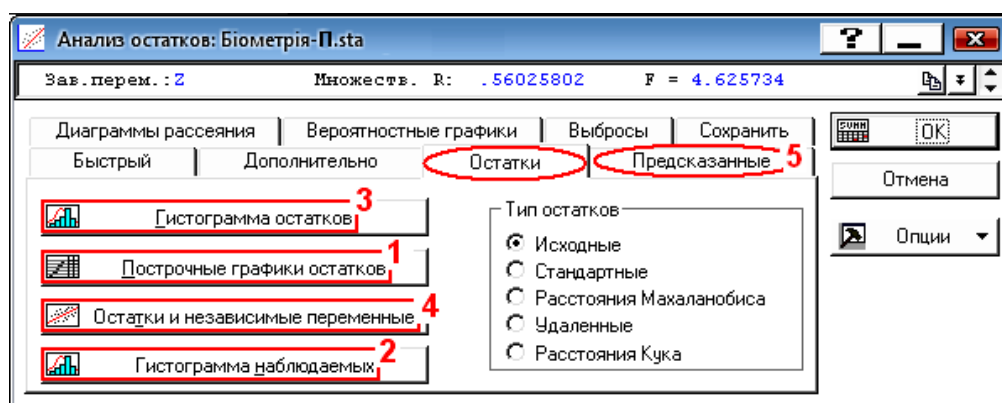 Анализ остатков: Біометрія-П.sta
Зав.перем.:Z Множеств. R: .56025802 F = 4.625734
Диаграммы рассеяния Вероятностные графики Выбросы Сохранить
Быстрый Дополнительно Остатки Предсказанные 5
OK
Отмена
Опции
Гистограмма остатков 3
Построчные графики остатков 1
Остатки и независимые переменные 4
Гистограмма наблюдаемых 2
Тип остатков
Исходные
Стандартные
Расстояния Махаланобиса
Удаленные
Расстояния Кука